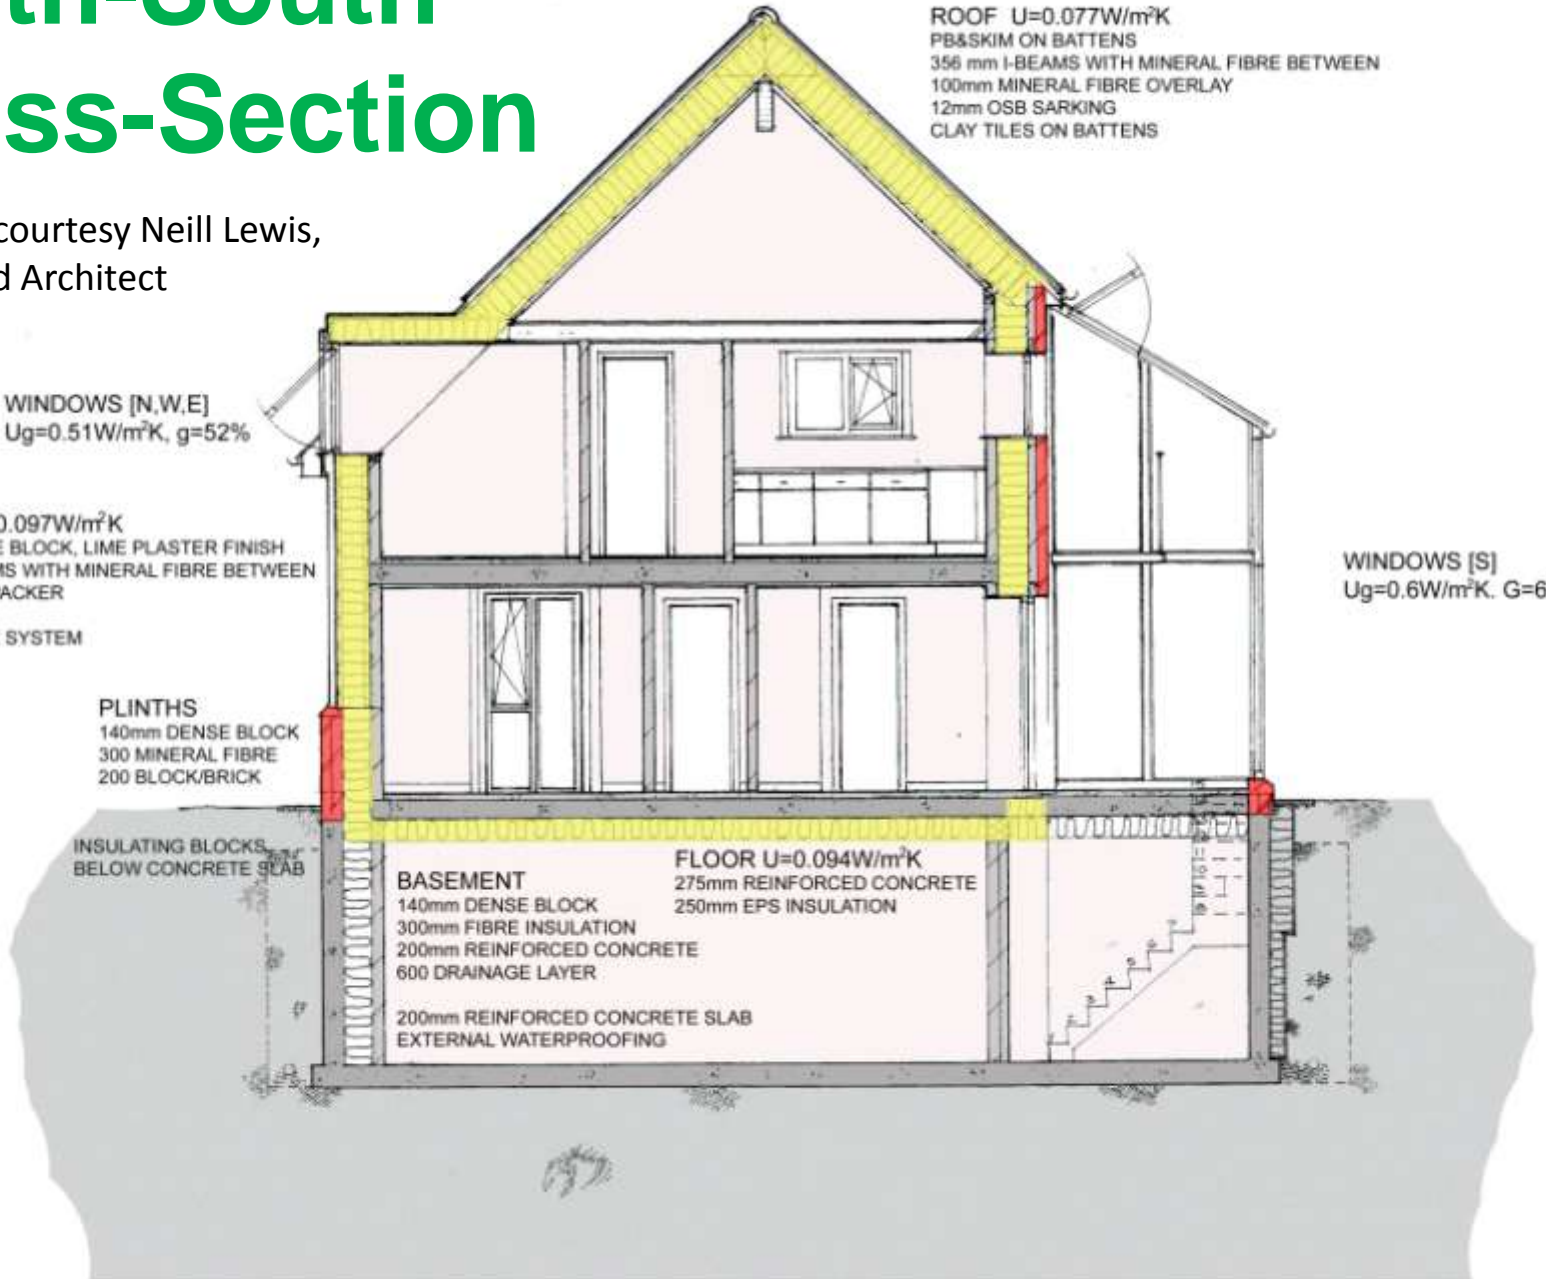 th-South
ss-Section
courtesy Neill Lewis,
d Architect
ROOF U=0.077W/m²K
PB&SKIM ON BATTENS
356 mm I-BEAMS WITH MINERAL FIBRE BETWEEN
100mm MINERAL FIBRE OVERLAY
12mm OSB SARKING
CLAY TILES ON BATTENS
WINDOWS [N,W,E]
Ug=0.51W/m²K, g=52%
0.097W/m²K
E BLOCK, LIME PLASTER FINISH
MS WITH MINERAL FIBRE BETWEEN
ACKER
SYSTEM
WINDOWS [S]
Ug=0.6W/m²K. G=6
PLINTHS
140mm DENSE BLOCK
300 MINERAL FIBRE
200 BLOCK/BRICK
INSULATING BLOCKS
BELOW CONCRETE SLAB
BASEMENT
140mm DENSE BLOCK
300mm FIBRE INSULATION
200mm REINFORCED CONCRETE
600 DRAINAGE LAYER
200mm REINFORCED CONCRETE SLAB
EXTERNAL WATERPROOFING
FLOOR U=0.094W/m²K
275mm REINFORCED CONCRETE
250mm EPS INSULATION